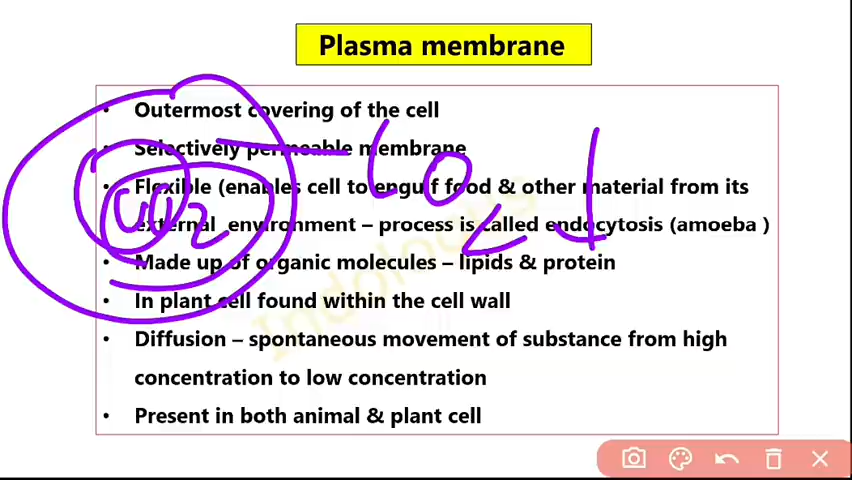 Plasma membrane
• Outermost covering of the cell
• Selectively permeable membrane
• Flexible (enables cell to engulf food & other material from its
external environment – process is called endocytosis (amoeba )
• Made up of organic molecules – lipids & protein
• In plant cell found within the cell wall
• Diffusion – spontaneous movement of substance from high
concentration to low concentration
• Present in both animal & plant cell
CO2
CO2 ↓